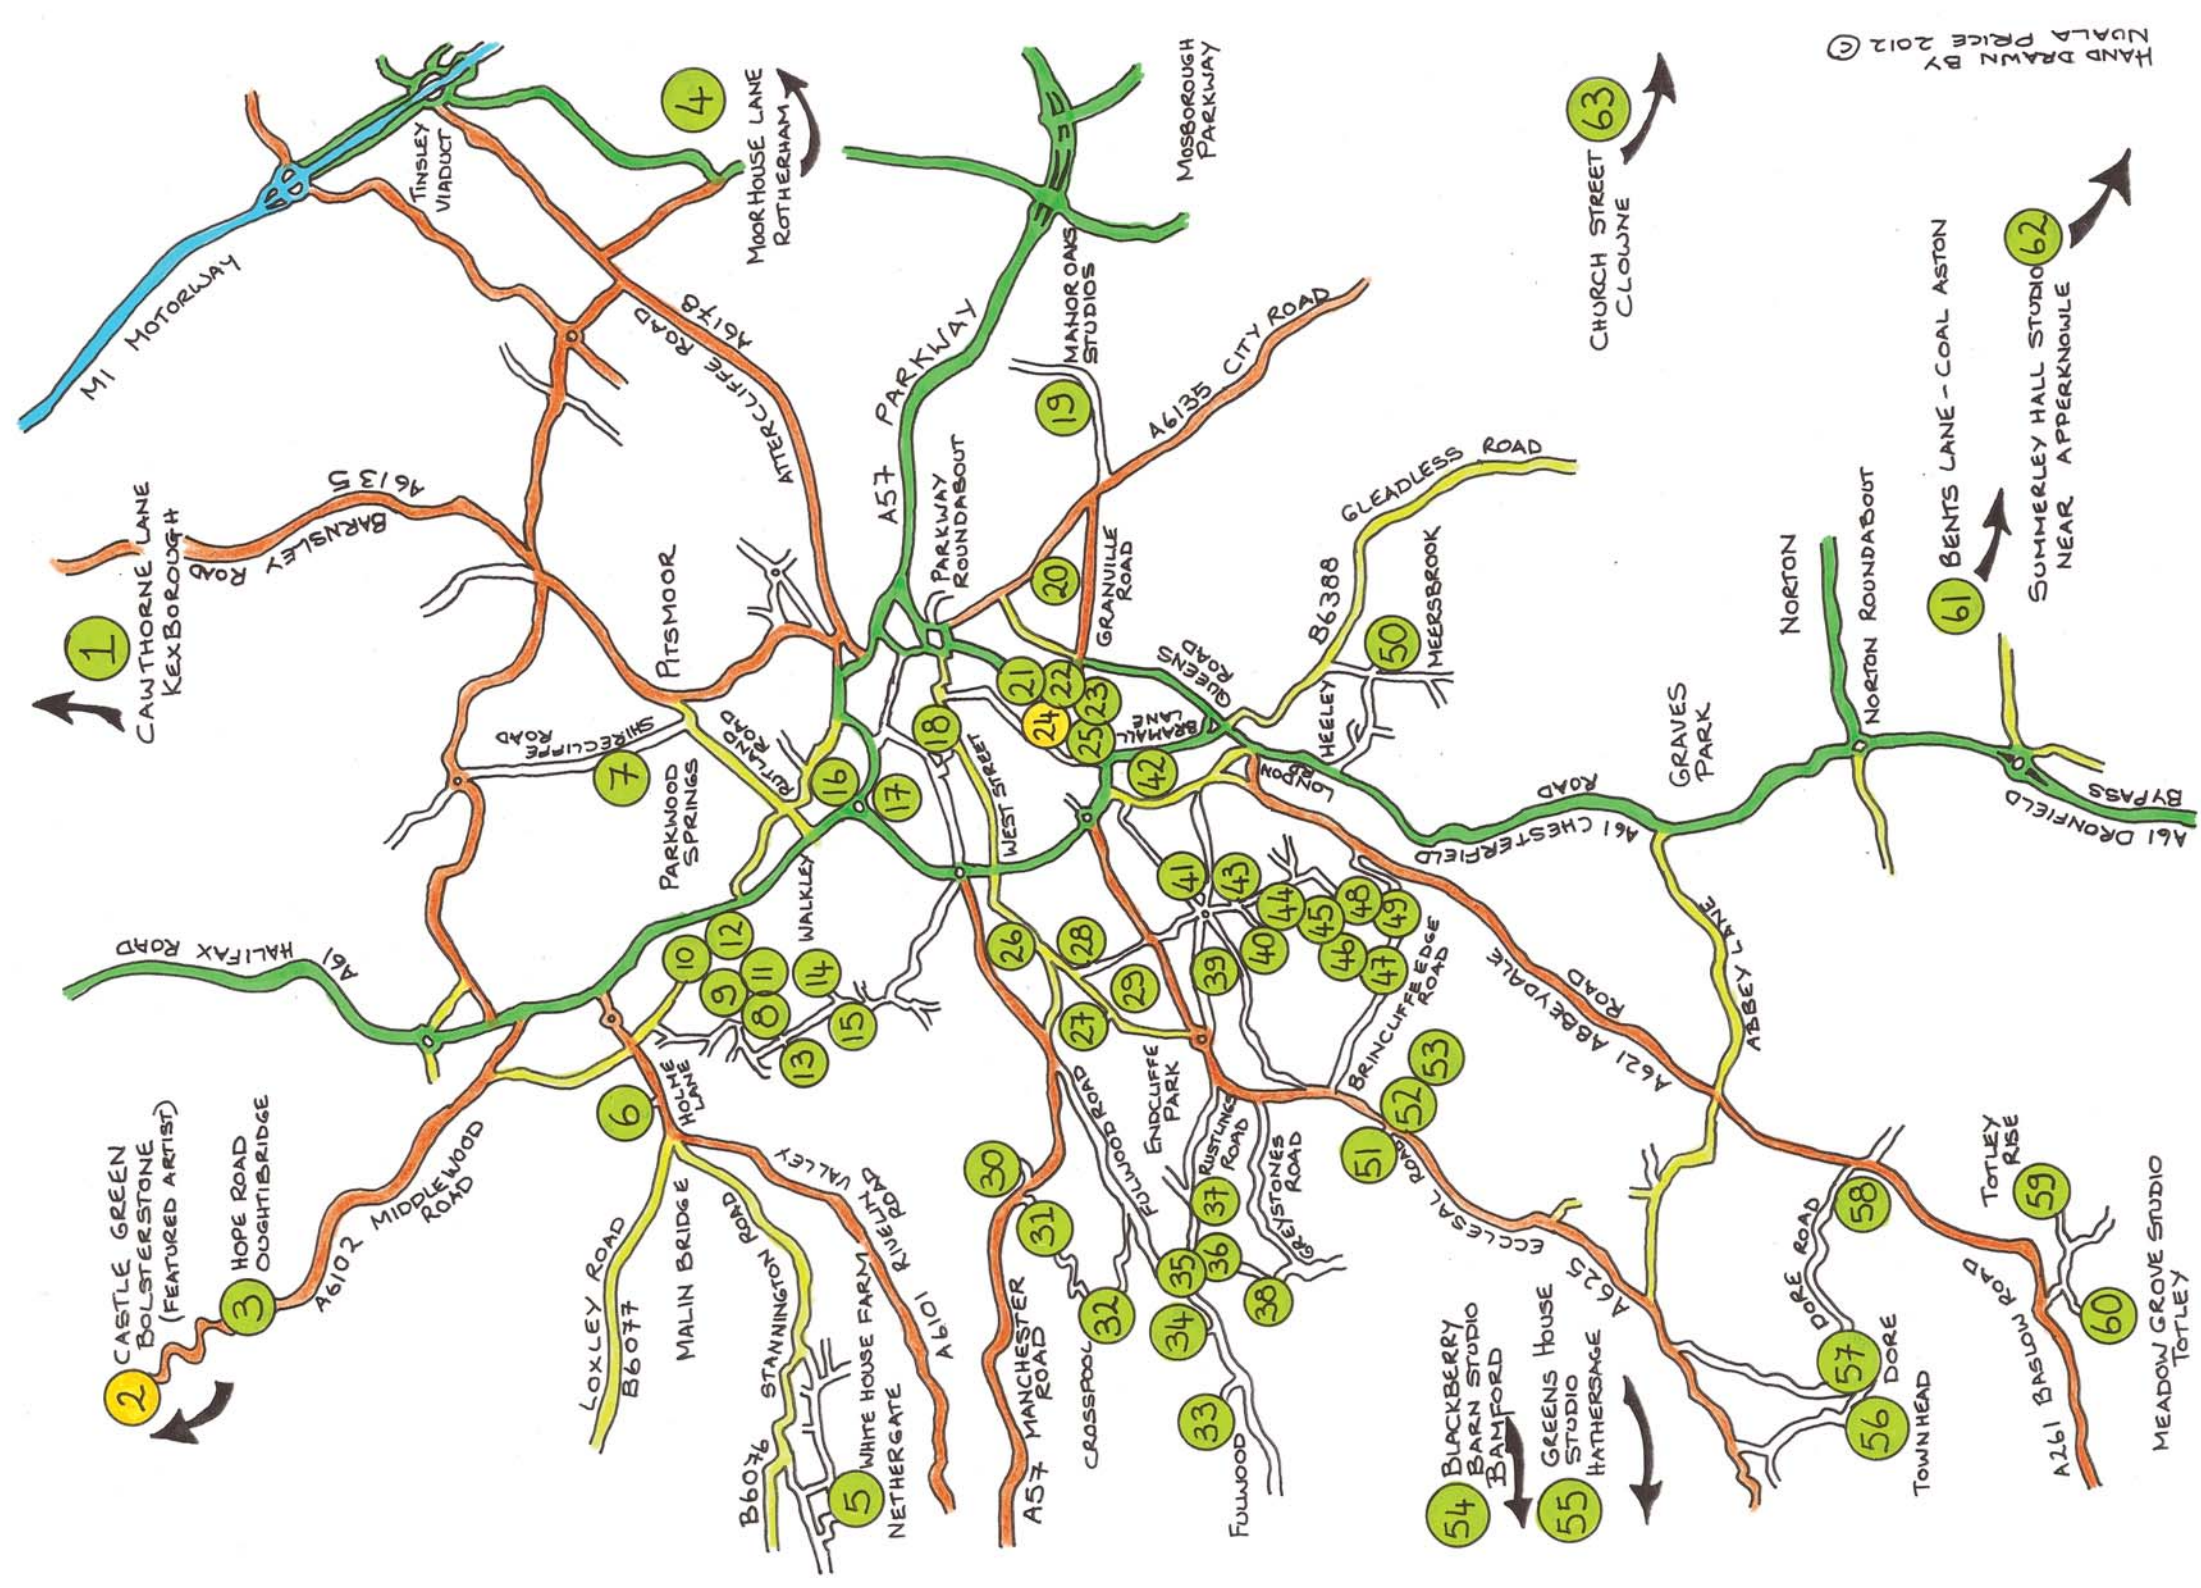 1
CAWTHORNE LANE
KEXBOROUGH
2
CASTLE GREEN
BOLSTERSTONE
(FEATURED ARTIST)
3
HOPE ROAD
OUGHTIBRIDGE
A6102
MIDDLEWOOD
ROAD
A61
HALIFAX ROAD
BARNSLEY
ROAD
A6135
M1
MOTORWAY
TINSLEY
VIADUCT
4
MOORHOUSE LANE
ROTHERHAM
ATTERCLIFFE ROAD
A6178
PITSMOOR
SHIRECLIFFE
ROAD
7
RUTLAND
ROAD
PARKWOOD
SPRINGS
LOXLEY ROAD
B6077
MALIN BRIDGE
6
HOLME
LANE
STANNINGTON ROAD
B6076
5
WHITE HOUSE FARM
NETHERGATE
RIVELIN VALLEY
ROAD
A6101
8
9
10
11
12
13
14
15
WALKLEY
16
17
18
WEST STREET
A57 PARKWAY
PARKWAY
ROUNDABOUT
MOSBOROUGH
PARKWAY
19
MANOR OAKS
STUDIOS
A6135 CITY ROAD
20
GRANVILLE
ROAD
21
22
23
24
25
BRAMALL
LANE
QUEENS
ROAD
42
LONDON
RD
B6388
GLEADLESS ROAD
50
MEERSBROOK
HEELEY
26
27
28
29
A57 MANCHESTER
ROAD
30
31
32
CROSSPOOL
FULLWOOD ROAD
ENDCLIFFE
PARK
RUSTLINGS
ROAD
GREYSTONES
ROAD
GREYSTONES
33
FULWOOD
34
35
36
37
38
39
40
41
43
44
45
46
47
48
49
BRINCLIFFE EDGE
ROAD
51
52
53
ECCLESAL ROAD
A625
A621 ABBEYDALE
ROAD
A61 CHESTERFIELD
ROAD
GRAVES
PARK
ABBEY LANE
NORTON
NORTON ROUNDABOUT
A61 DRONFIELD
BYPASS
54
BLACKBERRY
BARN STUDIO
BAMFORD
55
GREENS HOUSE
STUDIO
HATHERSAGE
56
TOWNHEAD
57
DORE
DORE ROAD
58
A261 BASLOW ROAD
59
TOTLEY
RISE
60
MEADOW GROVE STUDIO
TOTLEY
61
BENTS LANE - COAL ASTON
62
SUMMERLEY HALL STUDIO
NEAR APPERKNOWLE
63
CHURCH STREET
CLOWNE
HAND DRAWN BY
NUALA PRICE 2012 ©